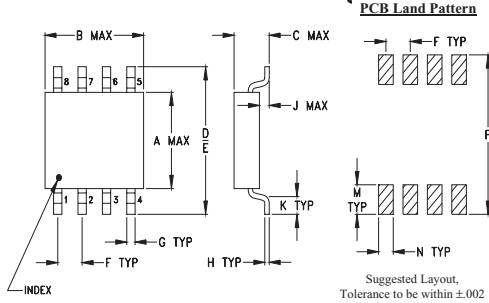 PCB Land Pattern
B MAX
C MAX
F TYP
8 7 6 5
J MAX
A MAX
D
E
1 2 3 4
K TYP
M
TYP
G TYP
F TYP
H TYP
N TYP
INDEX
Suggested Layout,
Tolerance to be within ±.002